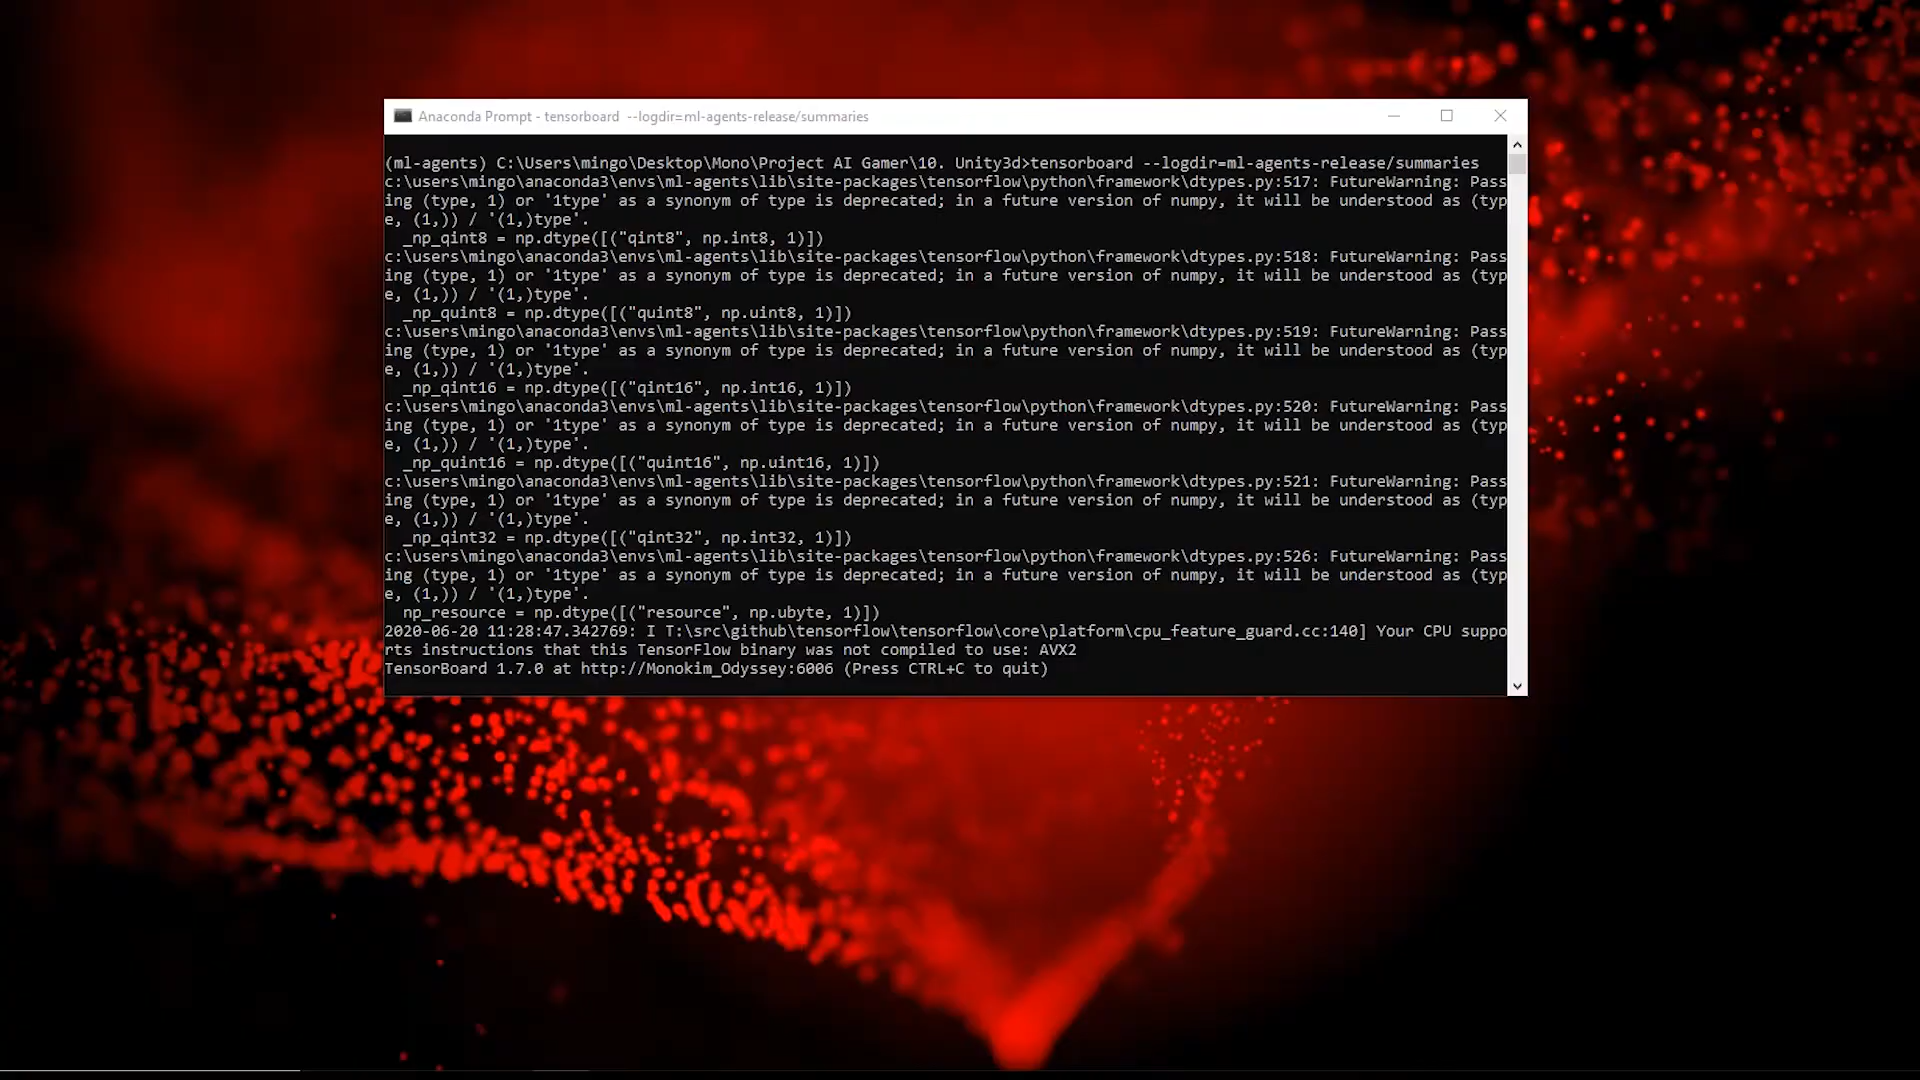 Anaconda Prompt - tensorboard  --logdir=ml-agents-release/summaries
(ml-agents) C:\Users\mingo\Desktop\Mono\Project AI Gamer\10. Unity3d>tensorboard --logdir=ml-agents-release/summaries
c:\users\mingo\anaconda3\envs\ml-agents\lib\site-packages\tensorflow\python\framework\dtypes.py:517: FutureWarning: Pass
ing (type, 1) or '1type' as a synonym of type is deprecated; in a future version of numpy, it will be understood as (typ
e, (1,)) / '(1,)type'.
  _np_qint8 = np.dtype([("qint8", np.int8, 1)])
c:\users\mingo\anaconda3\envs\ml-agents\lib\site-packages\tensorflow\python\framework\dtypes.py:518: FutureWarning: Pass
ing (type, 1) or '1type' as a synonym of type is deprecated; in a future version of numpy, it will be understood as (typ
e, (1,)) / '(1,)type'.
  _np_quint8 = np.dtype([("quint8", np.uint8, 1)])
c:\users\mingo\anaconda3\envs\ml-agents\lib\site-packages\tensorflow\python\framework\dtypes.py:519: FutureWarning: Pass
ing (type, 1) or '1type' as a synonym of type is deprecated; in a future version of numpy, it will be understood as (typ
e, (1,)) / '(1,)type'.
  _np_qint16 = np.dtype([("qint16", np.int16, 1)])
c:\users\mingo\anaconda3\envs\ml-agents\lib\site-packages\tensorflow\python\framework\dtypes.py:520: FutureWarning: Pass
ing (type, 1) or '1type' as a synonym of type is deprecated; in a future version of numpy, it will be understood as (typ
e, (1,)) / '(1,)type'.
  _np_quint16 = np.dtype([("quint16", np.uint16, 1)])
c:\users\mingo\anaconda3\envs\ml-agents\lib\site-packages\tensorflow\python\framework\dtypes.py:521: FutureWarning: Pass
ing (type, 1) or '1type' as a synonym of type is deprecated; in a future version of numpy, it will be understood as (typ
e, (1,)) / '(1,)type'.
  _np_qint32 = np.dtype([("qint32", np.int32, 1)])
c:\users\mingo\anaconda3\envs\ml-agents\lib\site-packages\tensorflow\python\framework\dtypes.py:526: FutureWarning: Pass
ing (type, 1) or '1type' as a synonym of type is deprecated; in a future version of numpy, it will be understood as (typ
e, (1,)) / '(1,)type'.
  np_resource = np.dtype([("resource", np.ubyte, 1)])
2020-06-20 11:28:47.342769: I T:\src\github\tensorflow\tensorflow\core\platform\cpu_feature_guard.cc:140] Your CPU suppo
rts instructions that this TensorFlow binary was not compiled to use: AVX2
TensorBoard 1.7.0 at http://Monokim_Odyssey:6006 (Press CTRL+C to quit)